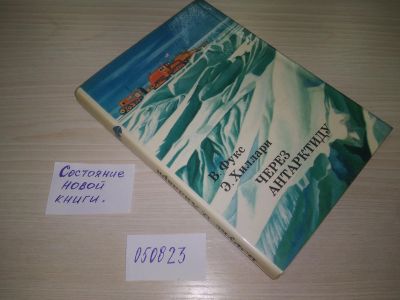 В. Фукс
Э. Хиллари
ЧЕРЕЗ
АНТАРКТИДУ
Состояние
новой
книги.
050823